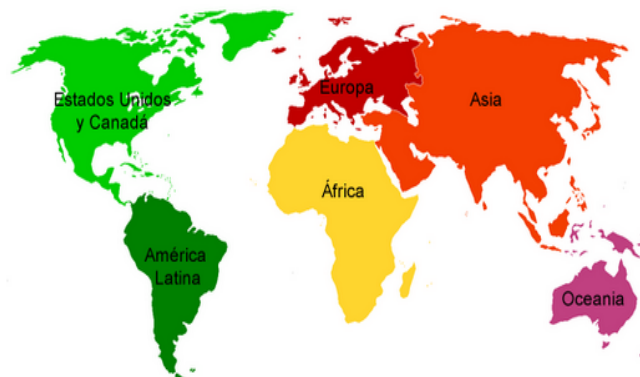 Estados Unidos
y Canadá
Europa
Asia
África
América
Latina
Oceania